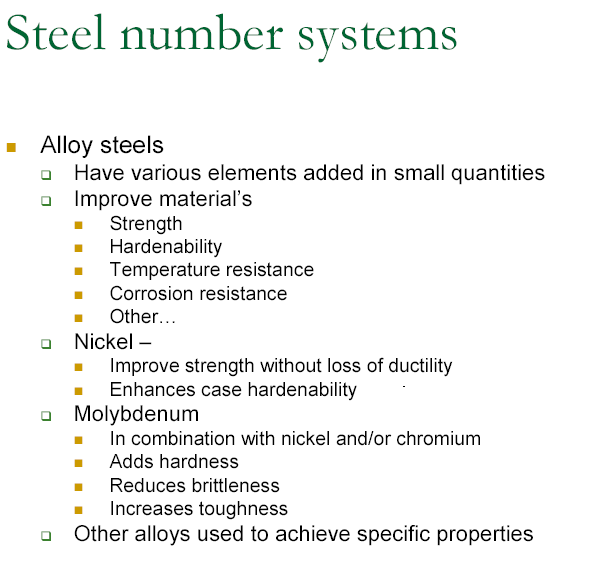 Steel number systems
Alloy steels
Have various elements added in small quantities
Improve material's
Strength
Hardenability
Temperature resistance
Corrosion resistance
Other…
Nickel –
Improve strength without loss of ductility
Enhances case hardenability
Molybdenum
In combination with nickel and/or chromium
Adds hardness
Reduces brittleness
Increases toughness
Other alloys used to achieve specific properties